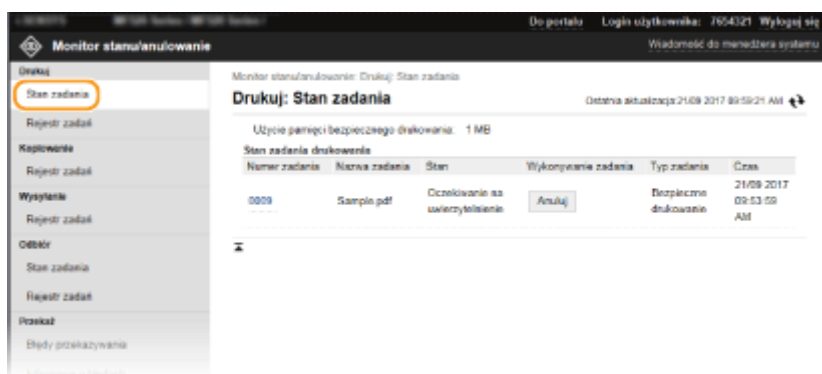 Do portalu Login użytkownika: 7654321 Wyloguj się
Monitor stanu/anulowanie
Wiadomość do menedżera systemu
Drukuj
Stan zadania
Rejestr zadań
Kopiowanie
Rejestr zadań
Wysyłanie
Rejestr zadań
Odbiór
Stan zadania
Rejestr zadań
Przekaż
Błędy przekazywania
Monitor stanu/anulowanie: Drukuj: Stan zadania
Drukuj: Stan zadania
Ostatnia aktualizacja:21/09 2017 09:59:21 AM
Użycie pamięci bezpiecznego drukowania: 1 MB
Stan zadania drukowania
Numer zadania Nazwa zadania Stan Wykonywanie zadania Typ zadania Czas
0009 Sample.pdf Oczekiwanie na uwierzytelnienie Anuluj Bezpieczne drukowanie 21/09 2017 09:53:59 AM